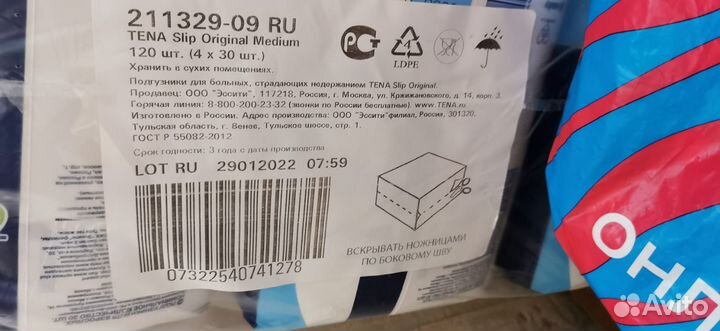 211329-09 RU
TENA Slip Original Medium
120 шт. (4 x 30 шт.)
Хранить в сухих помещениях.
Подгузники для больных, страдающих недержанием TENA Slip Original.
Продавец: ООО "Эссити", 117218, Россия, г. Москва, ул. Кржижановского, д. 14, корп. 3.
Горячая линия: 8-800-200-23-32 (звонки по России бесплатные). www.TENA.ru
Изготовлено в России. Адрес производства: ООО "Эссити"филиал, Россия, 301320,
Тульская область, г. Венев, Тульское шоссе, стр. 1.
ГОСТ Р 55082-2012
Срок годности: 3 года с даты производства
LOT RU 29012022 07:59
07322540741278
РСТ
4
LDPE
ВСКРЫВАТЬ НОЖНИЦАМИ
ПО БОКОВОМУ ШВУ
ОНЛ
Avito